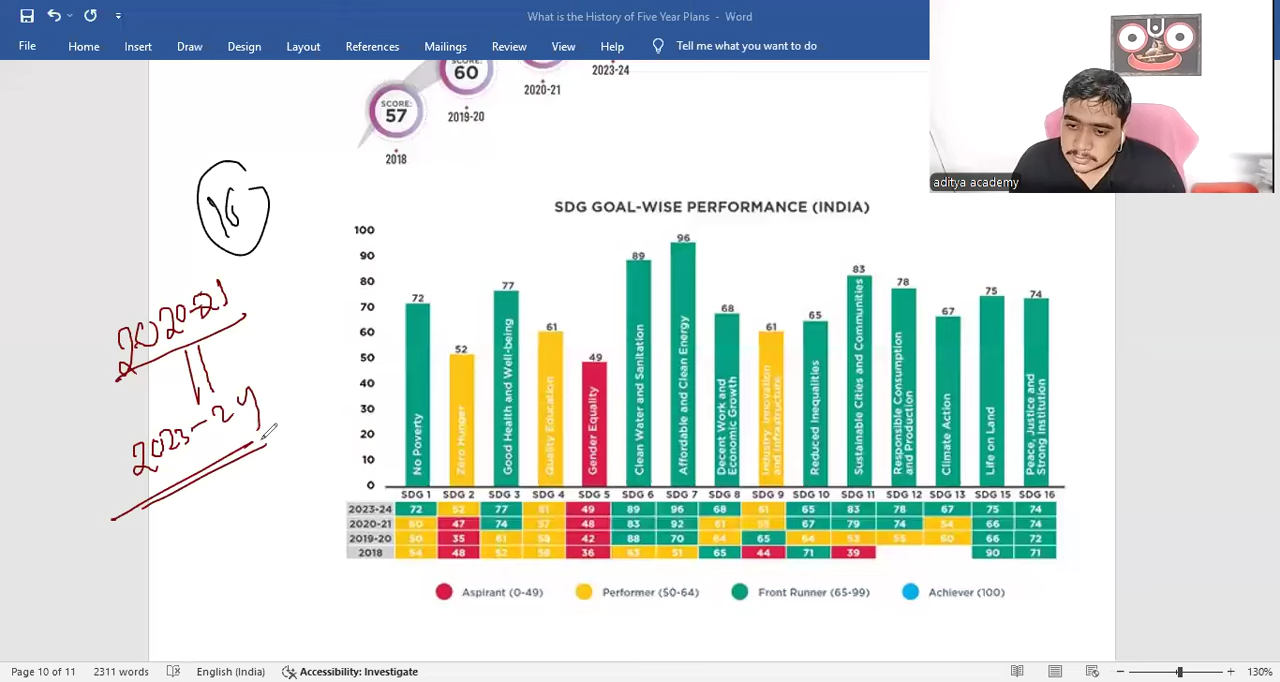 What is the History of Five Year Plans - Word
File Home Insert Draw Design Layout References Mailings Review View Help Tell me what you want to do
aditya academy
SCORE:
60
2023-24
2020-21
2019-20
SCORE:
57
2018
16
2020-21
2023-24
SDG GOAL-WISE PERFORMANCE (INDIA)
100
90
80
70
60
50
40
30
20
10
0
72 52 77 61 49 89 96 68 61 65 83 78 67 75 74
No Poverty
Zero Hunger
Good Health and Well-being
Quality Education
Gender Equality
Clean Water and Sanitation
Affordable and Clean Energy
Decent Work and
Economic Growth
Industry, Innovation
and Infrastructure
Reduced Inequalities
Sustainable Cities and Communities
Responsible Consumption
and Production
Climate Action
Life on Land
Peace, Justice and
Strong Institution
SDG 1 SDG 2 SDG 3 SDG 4 SDG 5 SDG 6 SDG 7 SDG 8 SDG 9 SDG 10 SDG 11 SDG 12 SDG 13 SDG 15 SDG 16
2023-24 72 52 77 61 49 89 96 68 61 65 83 78 67 75 74
2020-21 60 47 74 57 48 83 92 61 55 67 79 74 54 66 74
2019-20 50 35 61 58 42 88 70 64 65 64 53 55 60 66 72
2018 54 48 52 58 36 63 51 65 44 71 39 90 71
Aspirant (0-49) Performer (50-64) Front Runner (65-99) Achiever (100)
Page 10 of 11 2311 words English (India) Accessibility: Investigate 130%